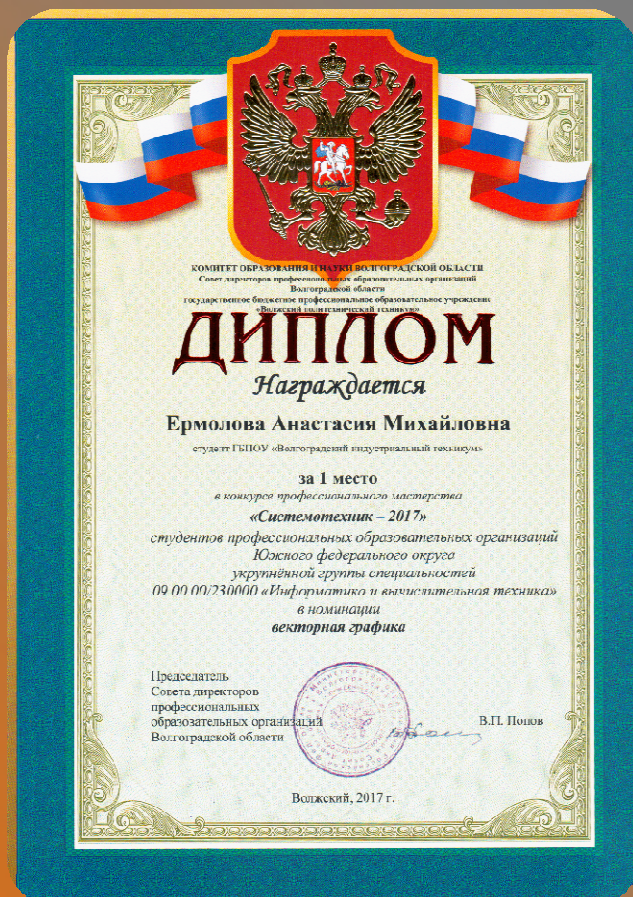 КОМИТЕТ ОБРАЗОВАНИЯ И НАУКИ ВОЛГОГРАДСКОЙ ОБЛАСТИ
Совет директоров профессиональных образовательных организаций
Волгоградской области
государственное бюджетное профессиональное образовательное учреждение
«Волжский политехнический техникум»
ДИПЛОМ
Награждается
Ермолова Анастасия Михайловна
студент ГБПОУ «Волгоградский индустриальный техникум»
за 1 место
в конкурсе профессионального мастерства
«Системотехник – 2017»
студентов профессиональных образовательных организаций
Южного федерального округа
укрупнённой группы специальностей
09.00.00/230000 «Информатика и вычислительная техника»
в номинации
векторная графика
Председатель
Совета директоров
профессиональных
образовательных организаций
В.П. Попов
Волгоградской области
Волжский, 2017 г.